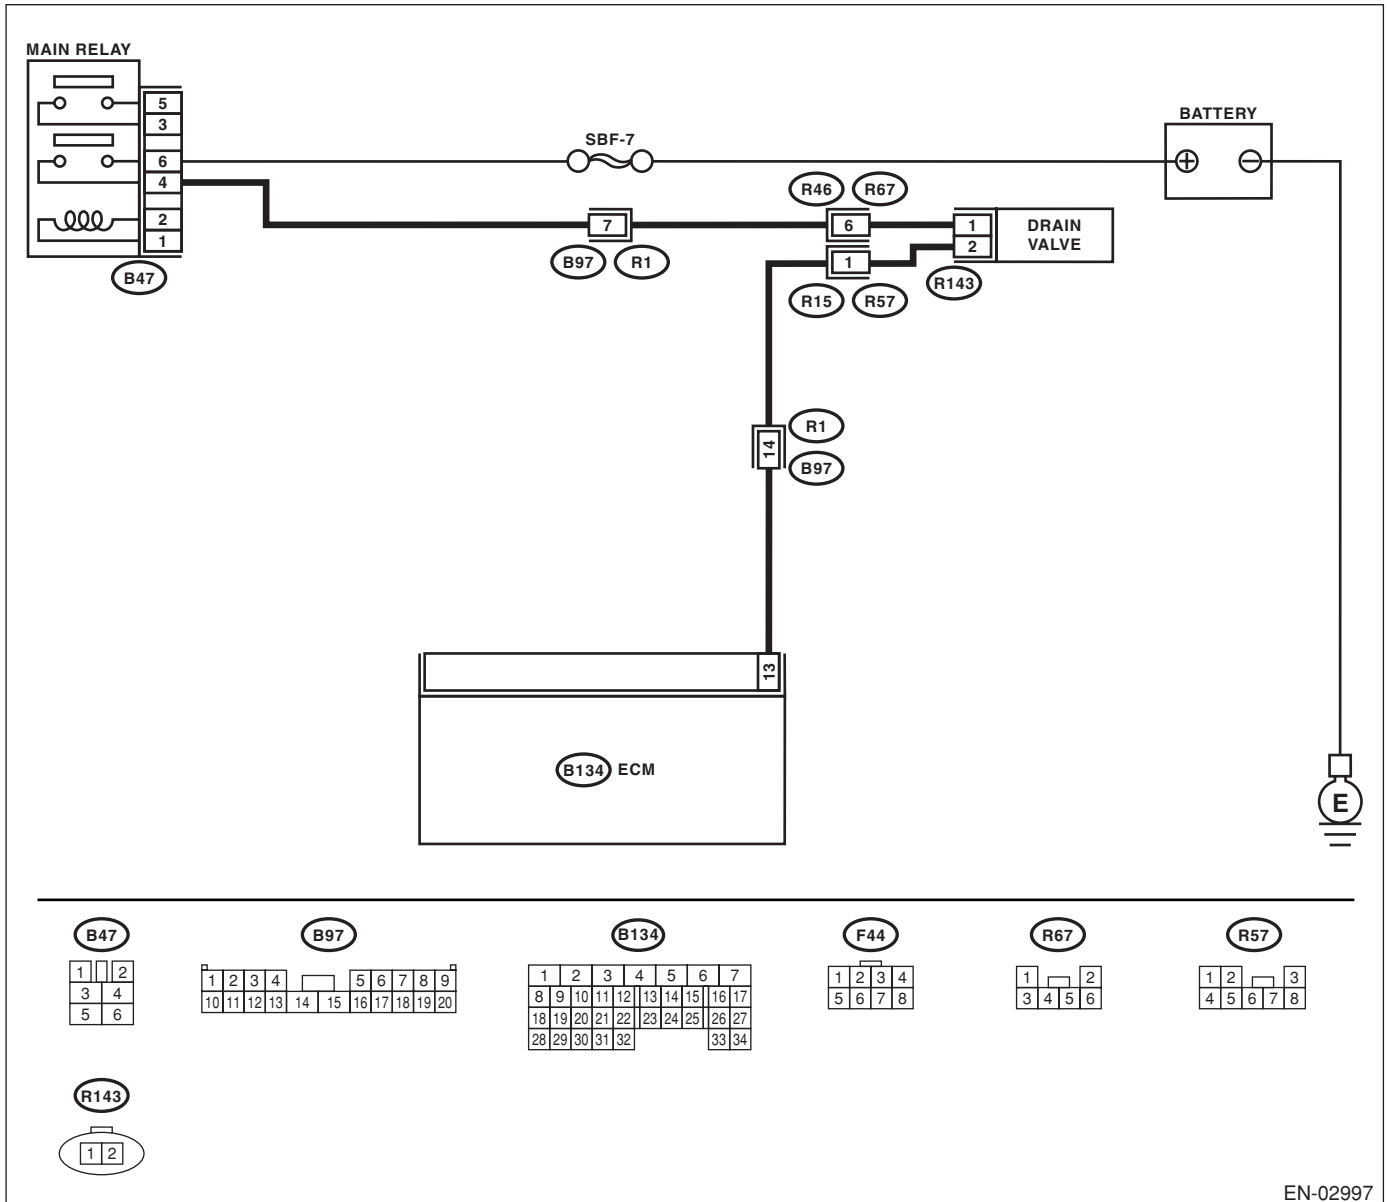 MAIN RELAY
5
3
6
4
2
1
B47
SBF-7
BATTERY
+
−
R46 R67
7
6
1
2
DRAIN
VALVE
B97 R1
1
R15 R57
R143
R1
14
B97
13
B134 ECM
E
B47
1 2
3 4
5 6
B97
1 2 3 4 5 6 7 8 9
10 11 12 13 14 15 16 17 18 19 20
B134
1 2 3 4 5 6 7
8 9 10 11 12 13 14 15 16 17
18 19 20 21 22 23 24 25 26 27
28 29 30 31 32 33 34
F44
1 2 3 4
5 6 7 8
R67
1 2
3 4 5 6
R57
1 2 3
4 5 6 7 8
R143
1 2
EN-02997